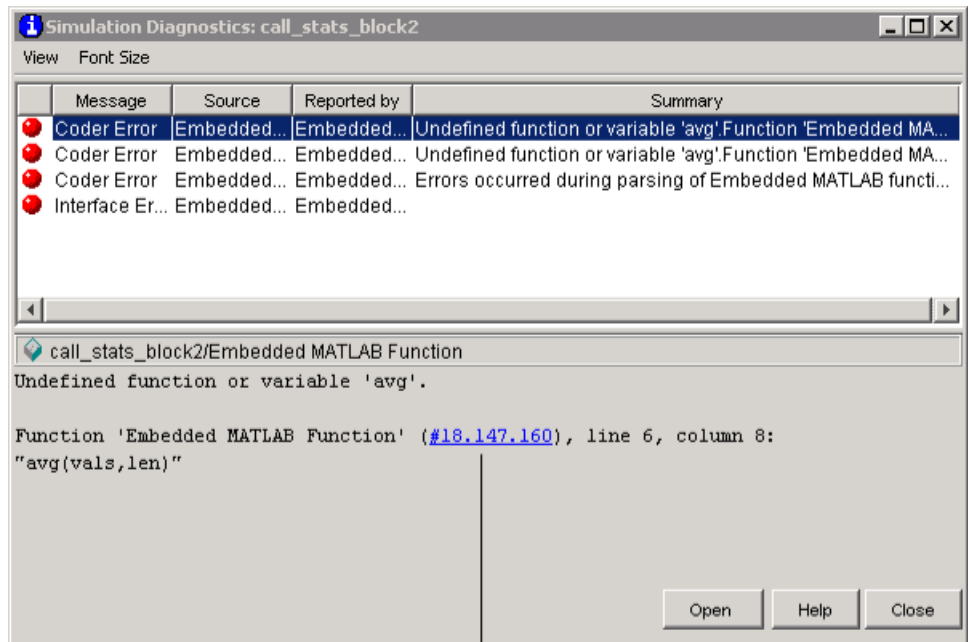 Simulation Diagnostics: call_stats_block2
View Font Size
Message Source Reported by Summary
Coder Error Embedded... Embedded... Undefined function or variable 'avg'.Function 'Embedded MA...
Coder Error Embedded... Embedded... Undefined function or variable 'avg'.Function 'Embedded MA...
Coder Error Embedded... Embedded... Errors occurred during parsing of Embedded MATLAB functi...
Interface Er... Embedded... Embedded...
call_stats_block2/Embedded MATLAB Function
Undefined function or variable 'avg'.
Function 'Embedded MATLAB Function' (#18.147.160), line 6, column 8:
"avg(vals,len)"
Open Help Close